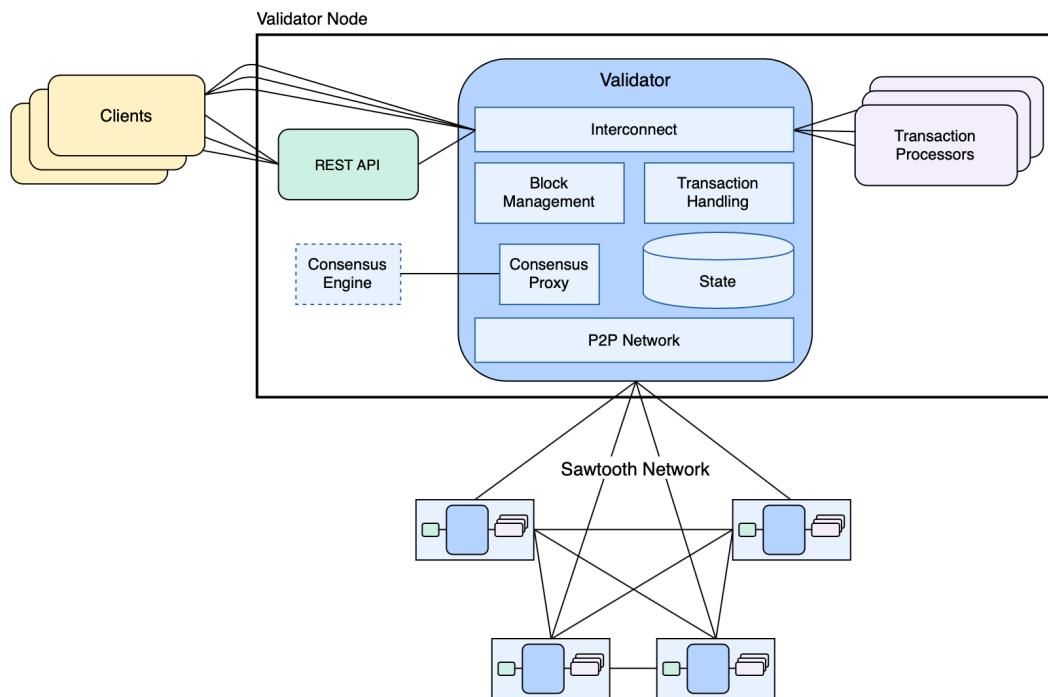 Validator Node
Clients
REST API
Validator
Interconnect
Block
Management
Transaction
Handling
Transaction
Processors
Consensus
Engine
Consensus
Proxy
State
P2P Network
Sawtooth Network